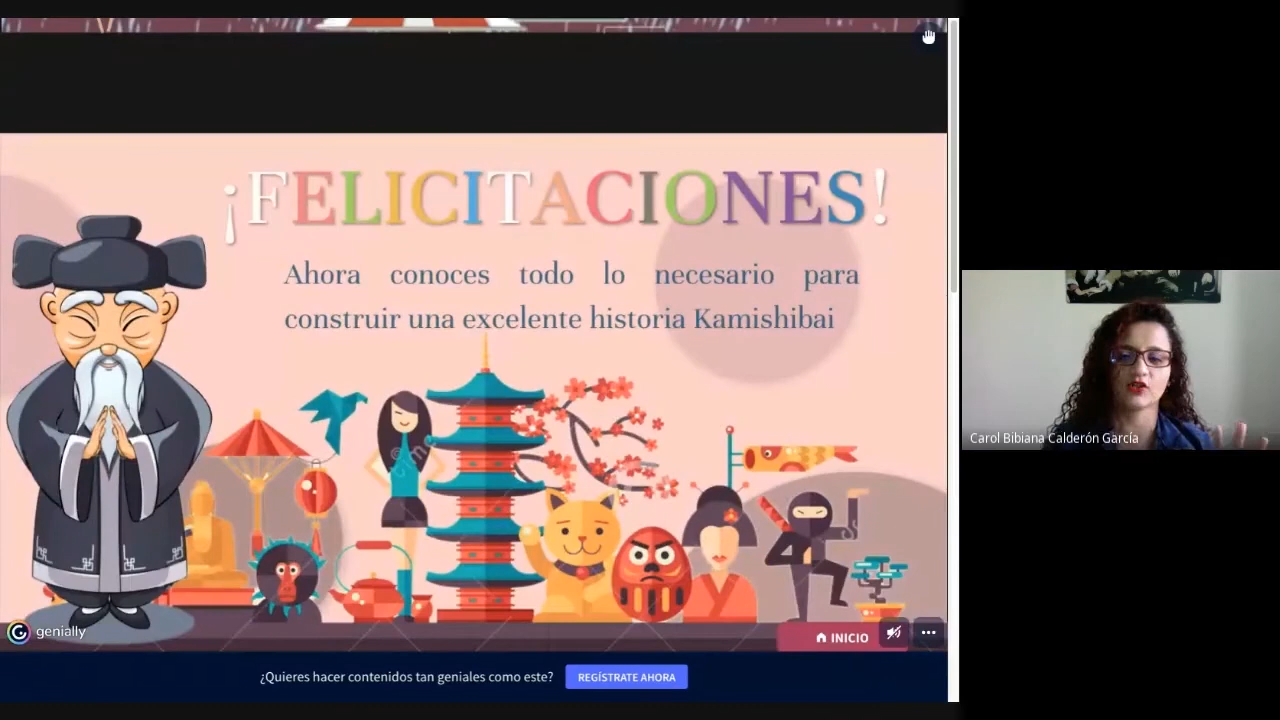 ¡FELICITACIONES!
Ahora conoces todo lo necesario para
construir una excelente historia Kamishibai
genially
INICIO
¿Quieres hacer contenidos tan geniales como este?
REGÍSTRATE AHORA
Carol Bibiana Calderón García